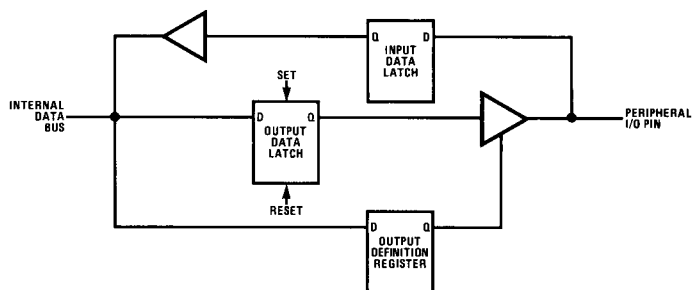 Q D
INPUT
DATA
LATCH
SET
INTERNAL
DATA
BUS
D Q
OUTPUT
DATA
LATCH
PERIPHERAL
I/O PIN
RESET
D Q
OUTPUT
DEFINITION
REGISTER